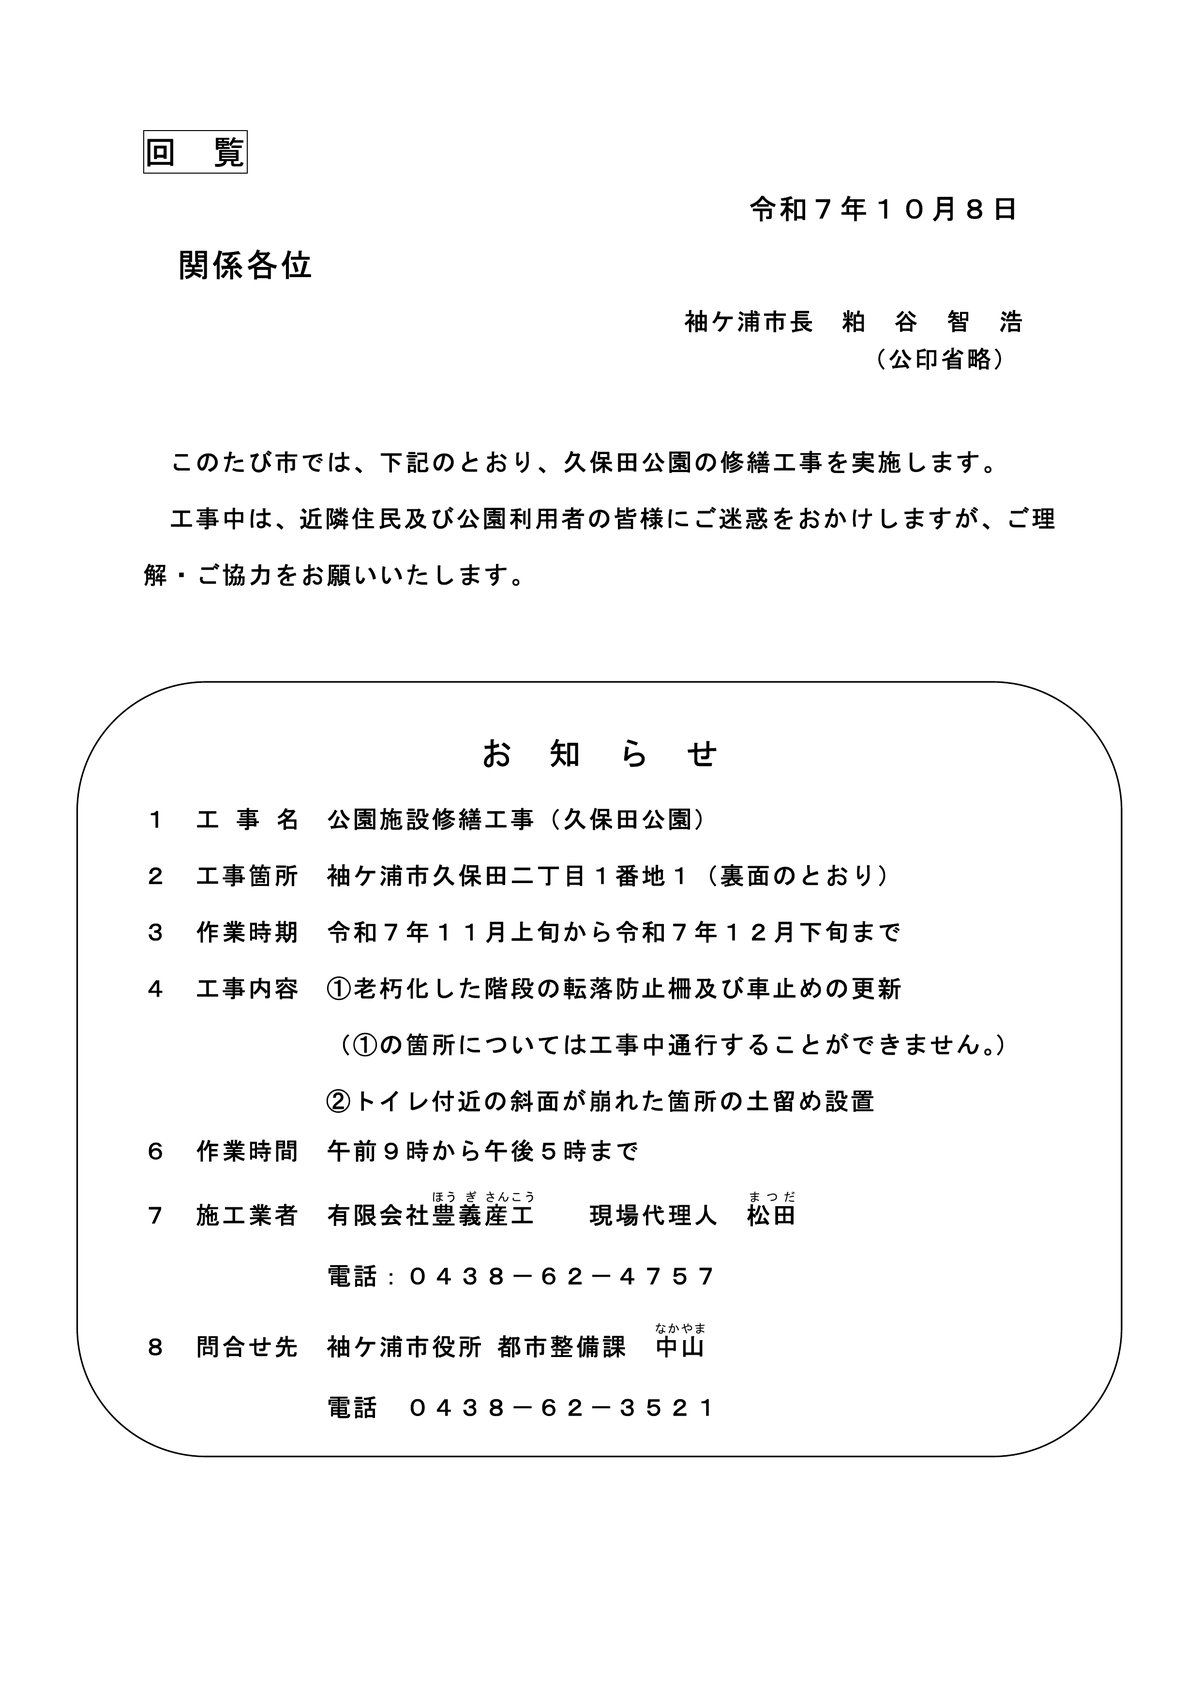 回　覧
令和７年１０月８日
関係各位
袖ケ浦市長　粕　谷　智　浩
（公印省略）
このたび市では、下記のとおり、久保田公園の修繕工事を実施します。
工事中は、近隣住民及び公園利用者の皆様にご迷惑をおかけしますが、ご理
解・ご協力をお願いいたします。
お　知　ら　せ
１　工 事 名　公園施設修繕工事（久保田公園）
２　工事箇所　袖ケ浦市久保田二丁目１番地１（裏面のとおり）
３　作業時期　令和７年１１月上旬から令和７年１２月下旬まで
４　工事内容　①老朽化した階段の転落防止柵及び車止めの更新
（①の箇所については工事中通行することができません。）
②トイレ付近の斜面が崩れた箇所の土留め設置
６　作業時間　午前９時から午後５時まで
ほう ぎ さんこう　まつだ
７　施工業者　有限会社豊義産工　　現場代理人　松田
電話：０４３８－６２－４７５７
なかやま
８　問合せ先　袖ケ浦市役所 都市整備課　中山
電話　０４３８－６２－３５２１